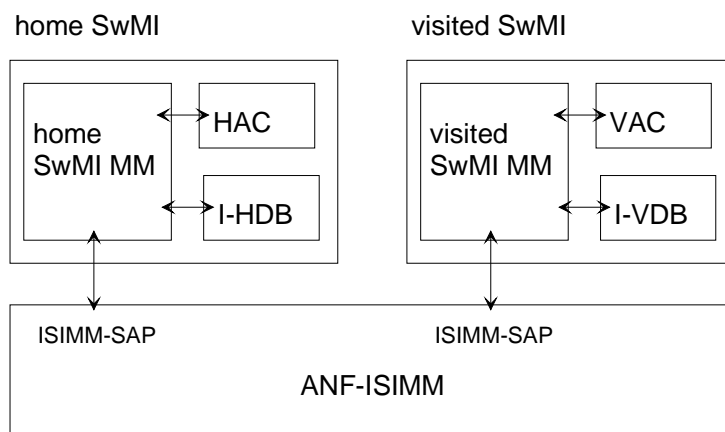 home SwMI
visited SwMI
home
SwMI MM
HAC
I-HDB
visited
SwMI MM
VAC
I-VDB
ISIMM-SAP
ISIMM-SAP
ANF-ISIMM